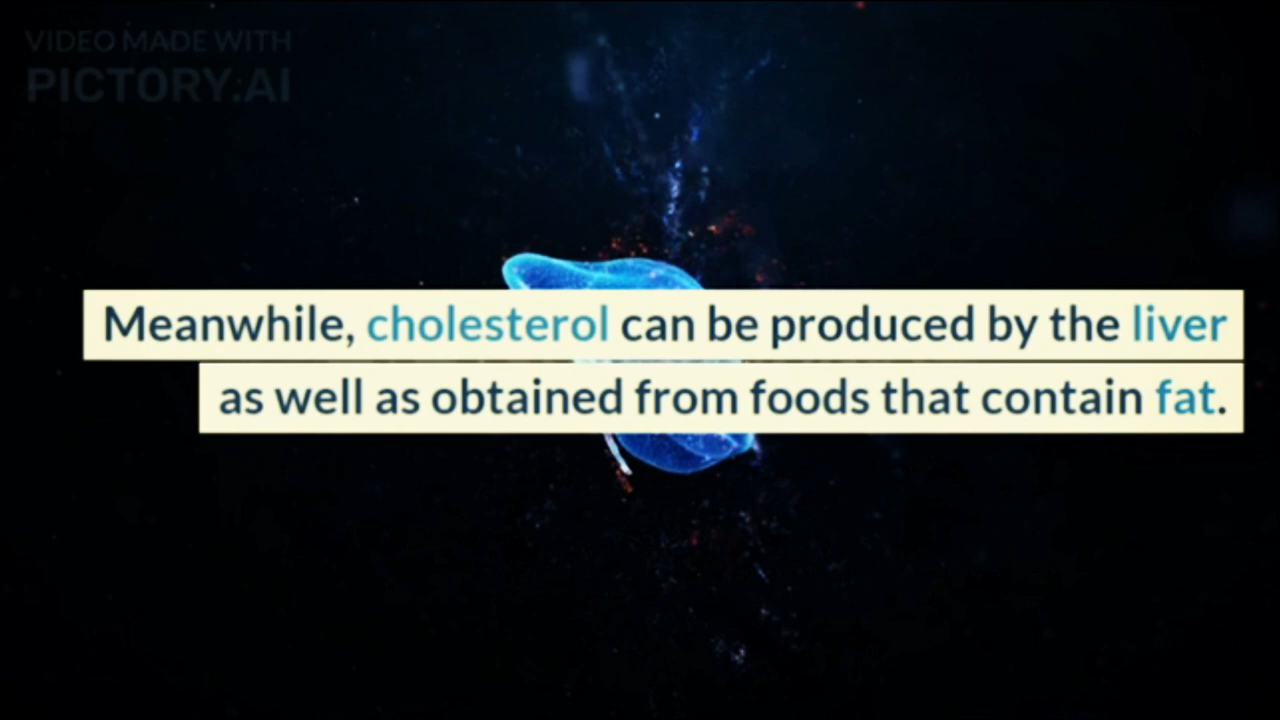 VIDEO MADE WITH
PICTORY.AI
Meanwhile, cholesterol can be produced by the liver
as well as obtained from foods that contain fat.